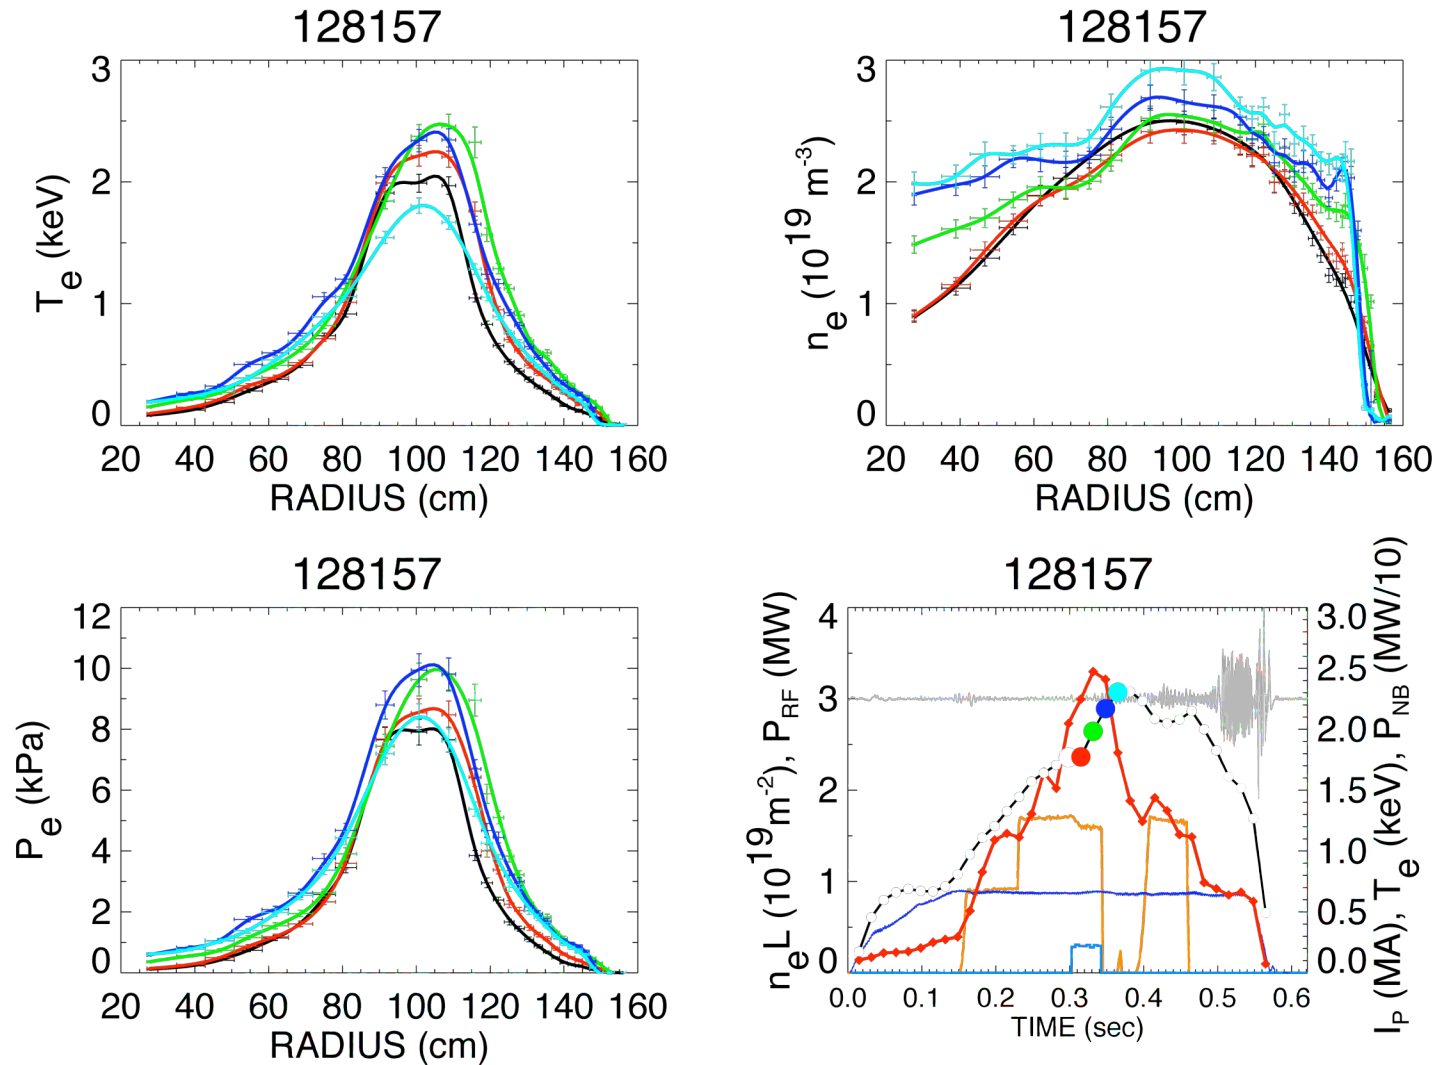 128157
3
2
1
0
T e (keV)
20 40 60 80 100 120 140 160
RADIUS (cm)
128157
3
2
1
0
n e (10 19 m -3)
20 40 60 80 100 120 140 160
RADIUS (cm)
128157
12
10
8
6
4
2
0
P e (kPa)
20 40 60 80 100 120 140 160
RADIUS (cm)
128157
4
3
2
1
0
n e L (10 19 m -2), P RF (MW)
3.0
2.5
2.0
1.5
1.0
0.5
0.0
I P (MA), T e (keV), P NB (MW/10)
0.0 0.1 0.2 0.3 0.4 0.5 0.6
TIME (sec)